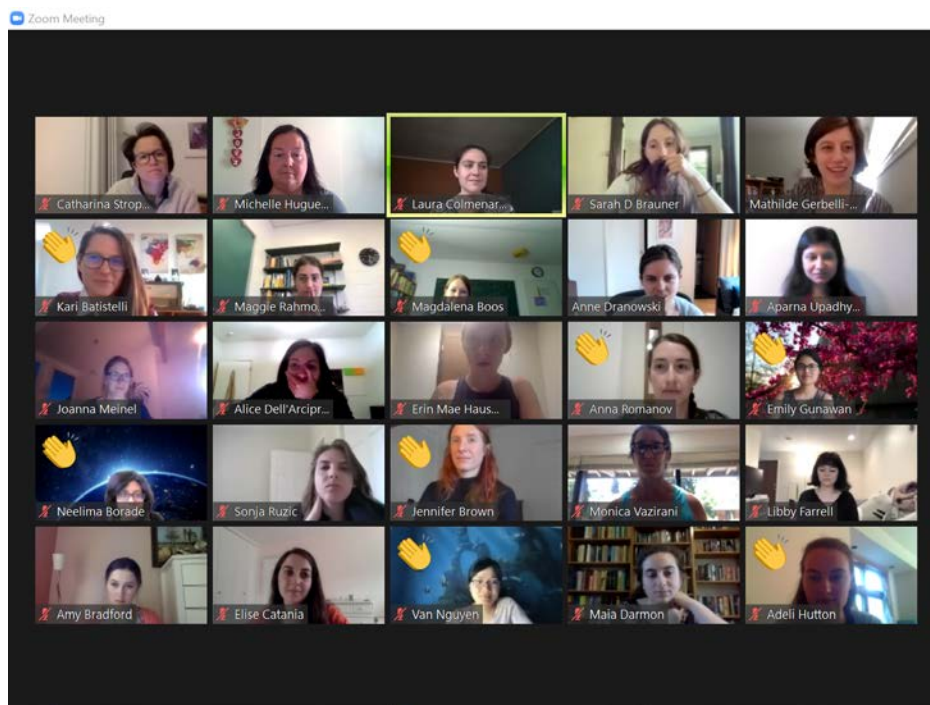 Zoom Meeting
Catharina Strop...
Michelle Hugue...
Laura Colmenar...
Sarah D Brauner
Mathilde Gerbelli-...
Kari Batistelli
Maggie Rahmo...
Magdalena Boos
Anne Dranowski
Aparna Upadhy...
Joanna Meinel
Alice Dell'Arcipr...
Erin Mae Haus...
Anna Romanov
Emily Gunawan
Neelima Borade
Sonja Ruzic
Jennifer Brown
Monica Vazirani
Libby Farrell
Amy Bradford
Elise Catania
Van Nguyen
Maia Darmon
Adeli Hutton